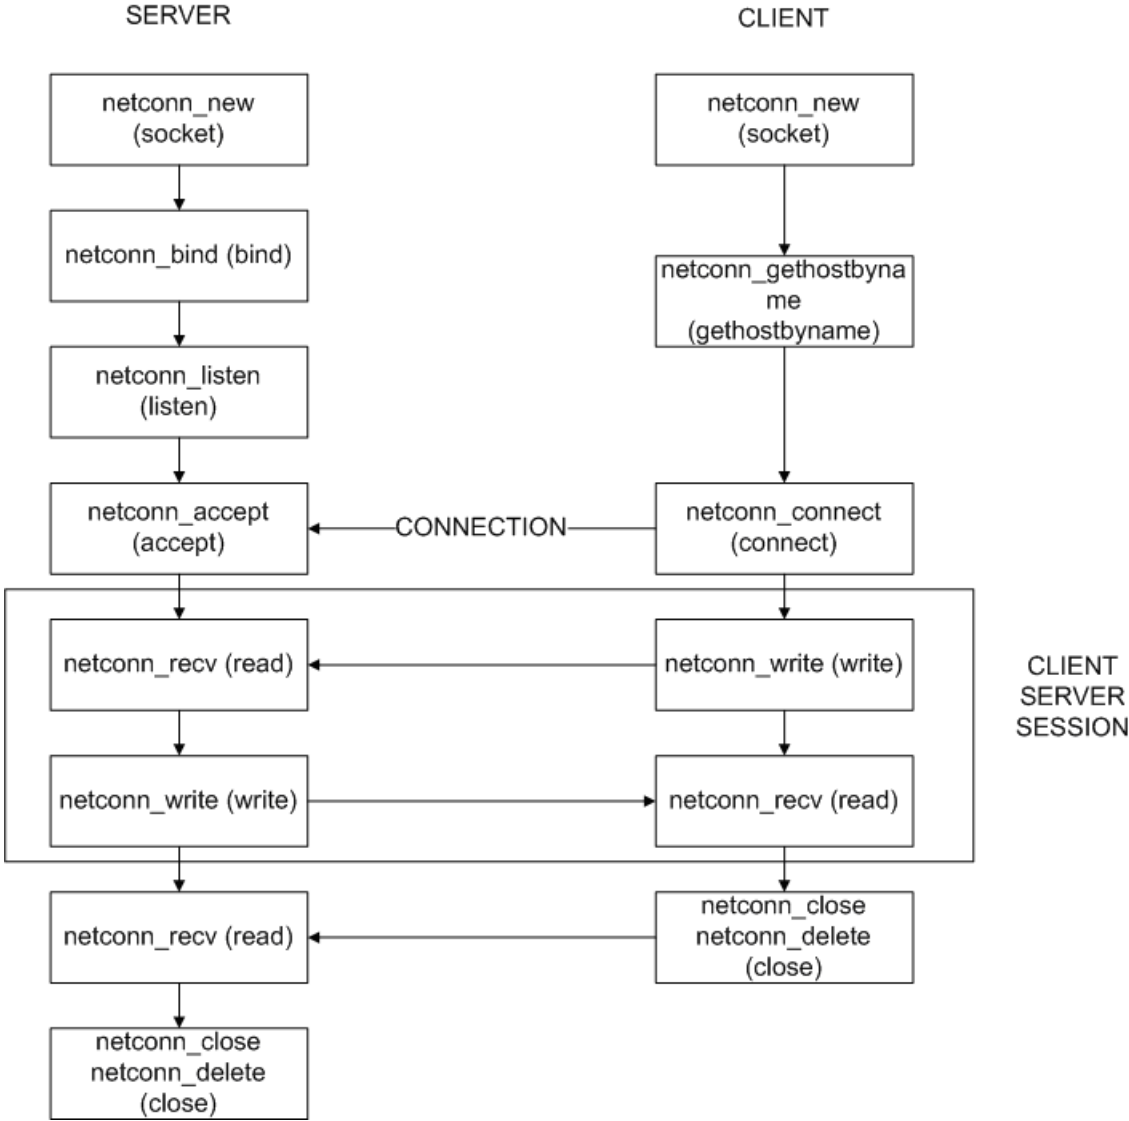 SERVER
CLIENT
netconn_new
(socket)
netconn_new
(socket)
netconn_bind (bind)
netconn_gethostbyna
me
(gethostbyname)
netconn_listen
(listen)
netconn_accept
(accept)
CONNECTION
netconn_connect
(connect)
netconn_recv (read)
netconn_write (write)
CLIENT
SERVER
SESSION
netconn_write (write)
netconn_recv (read)
netconn_recv (read)
netconn_close
netconn_delete
(close)
netconn_close
netconn_delete
(close)